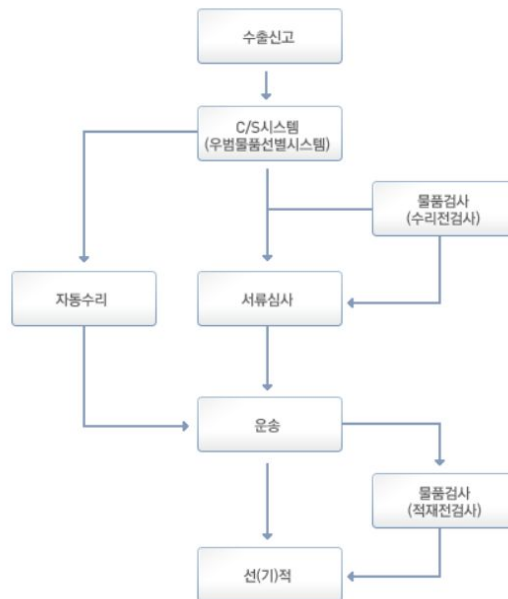 수출신고
C/S시스템
(우범물품선별시스템)
물품검사
(수리전검사)
자동수리
서류심사
운송
물품검사
(적재전검사)
선(기)적